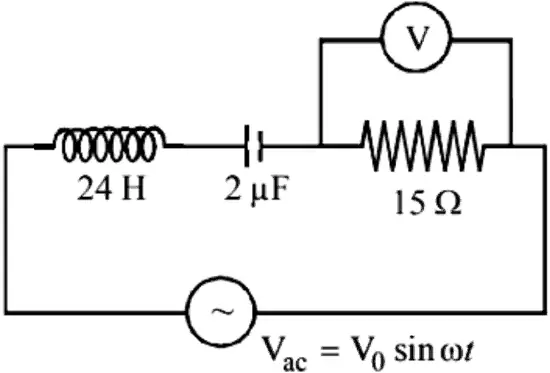 V
24 H 2 µF 15 Ω
~
V_ac = V_0 sin ωt